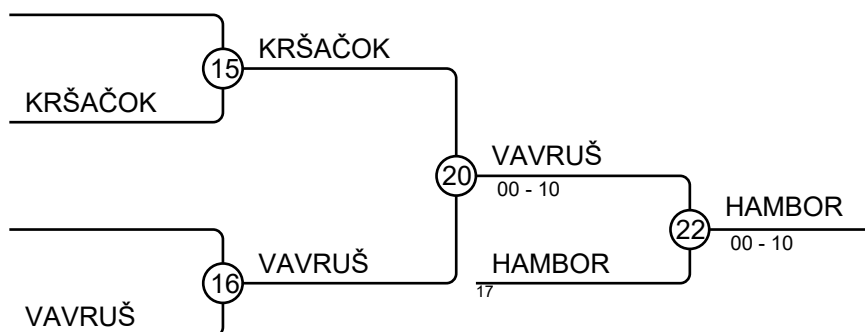 KRŠAČOK
15
KRŠAČOK
20
VAVRUŠ
00 - 10
22
HAMBOR
00 - 10
HAMBOR
17
16
VAVRUŠ
VAVRUŠ